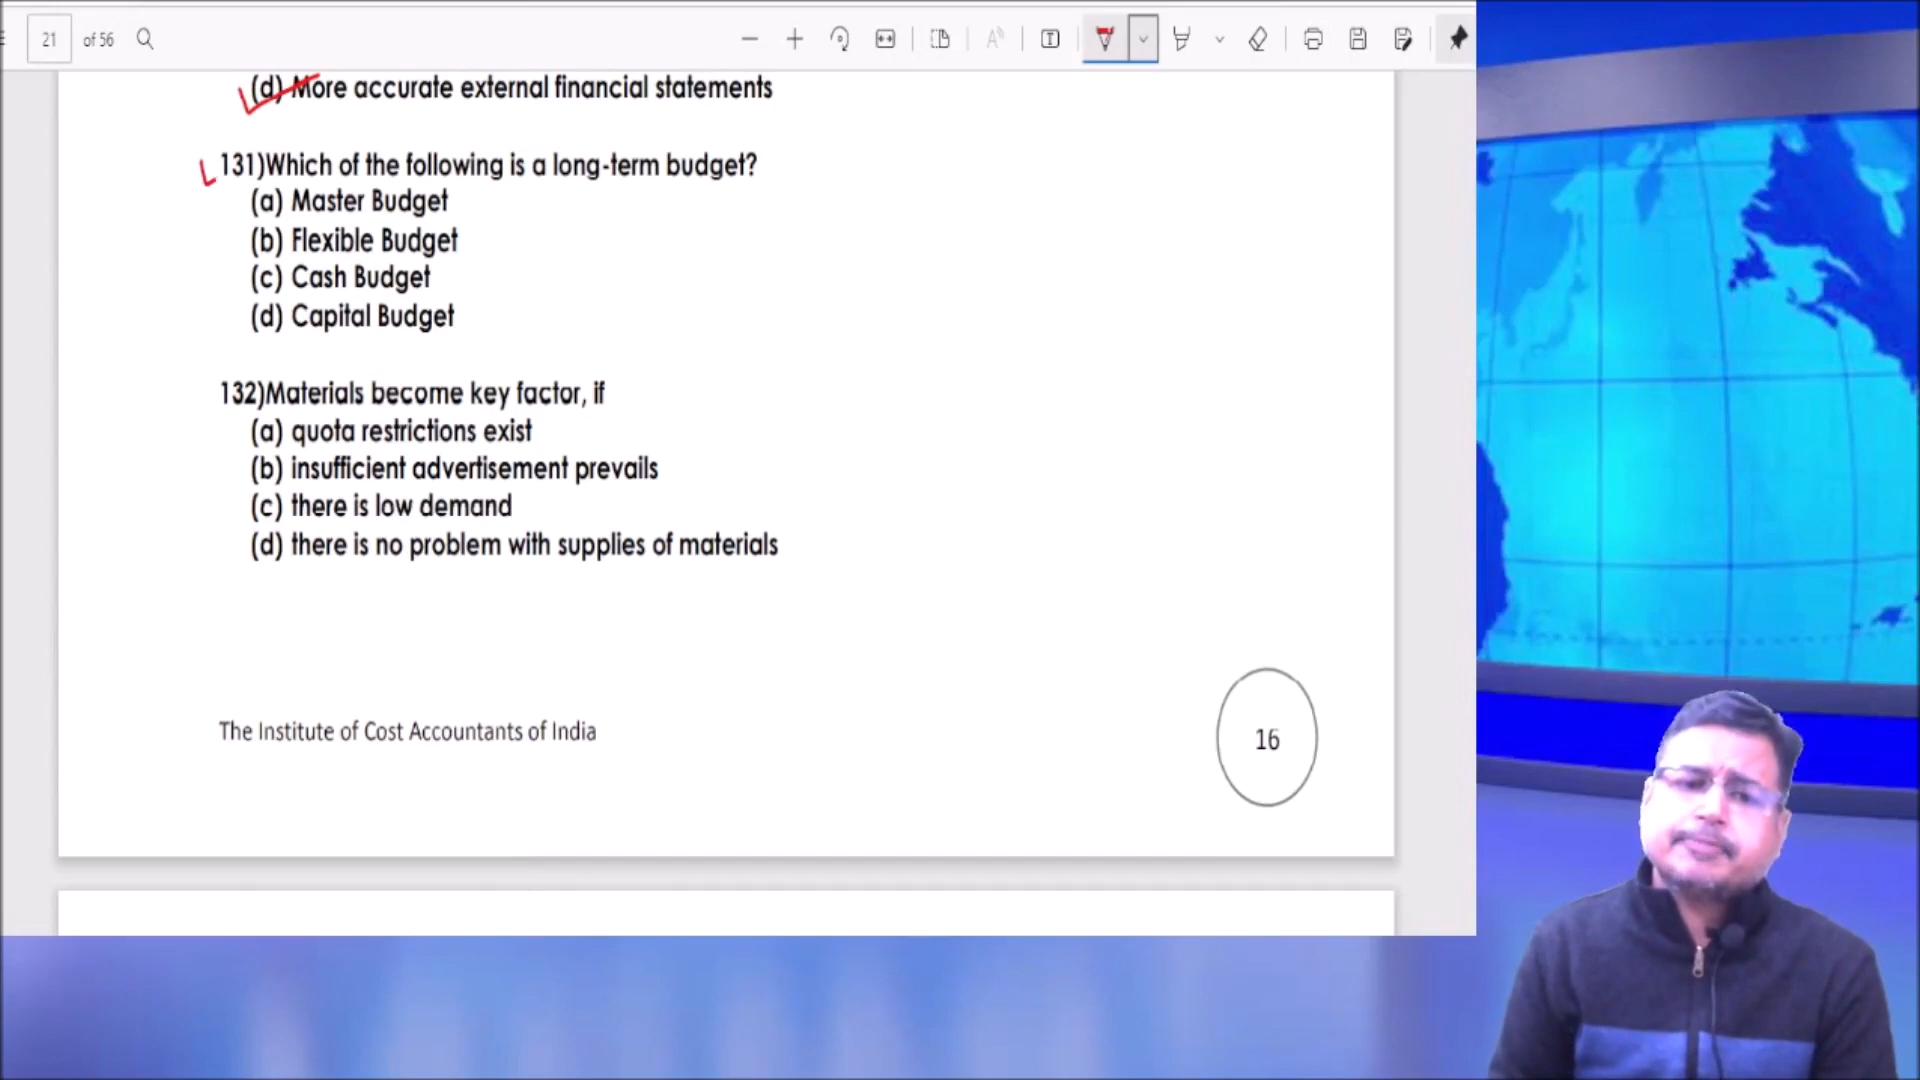 21 of 56
(d) More accurate external financial statements
131)Which of the following is a long-term budget?
(a) Master Budget
(b) Flexible Budget
(c) Cash Budget
(d) Capital Budget
132)Materials become key factor, if
(a) quota restrictions exist
(b) insufficient advertisement prevails
(c) there is low demand
(d) there is no problem with supplies of materials
The Institute of Cost Accountants of India
16